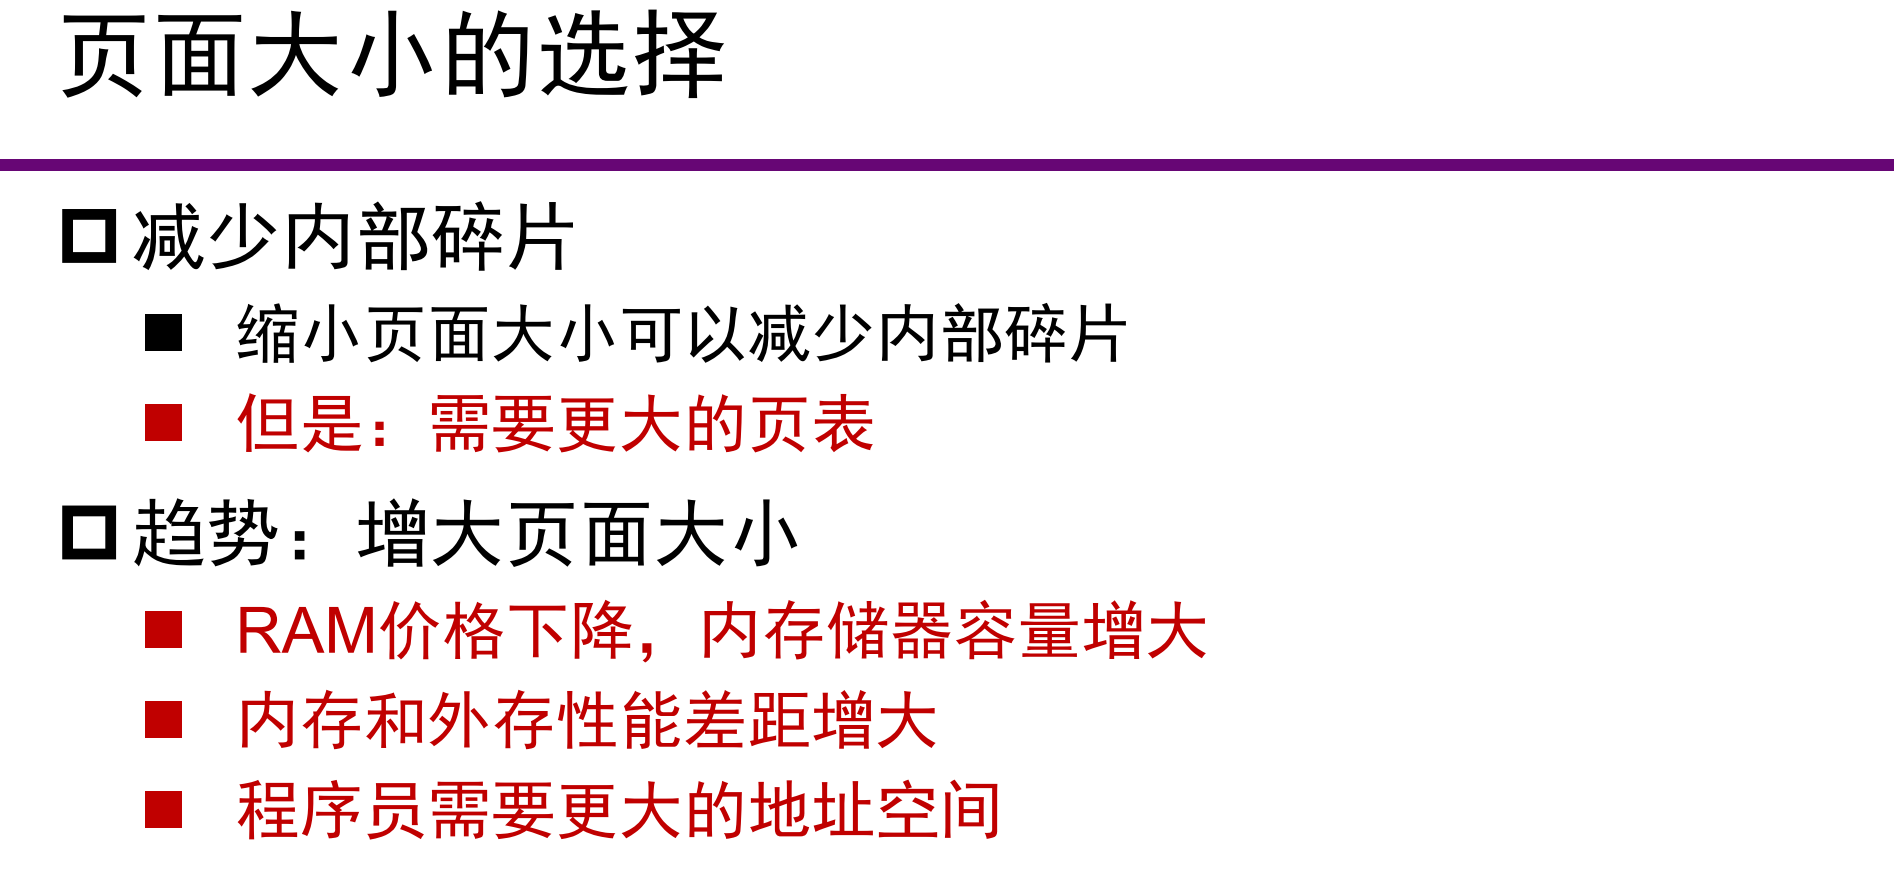 页面大小的选择
减少内部碎片
缩小页面大小可以减少内部碎片
但是：需要更大的页表
趋势：增大页面大小
RAM价格下降，内存储器容量增大
内存和外存性能差距增大
程序员需要更大的地址空间